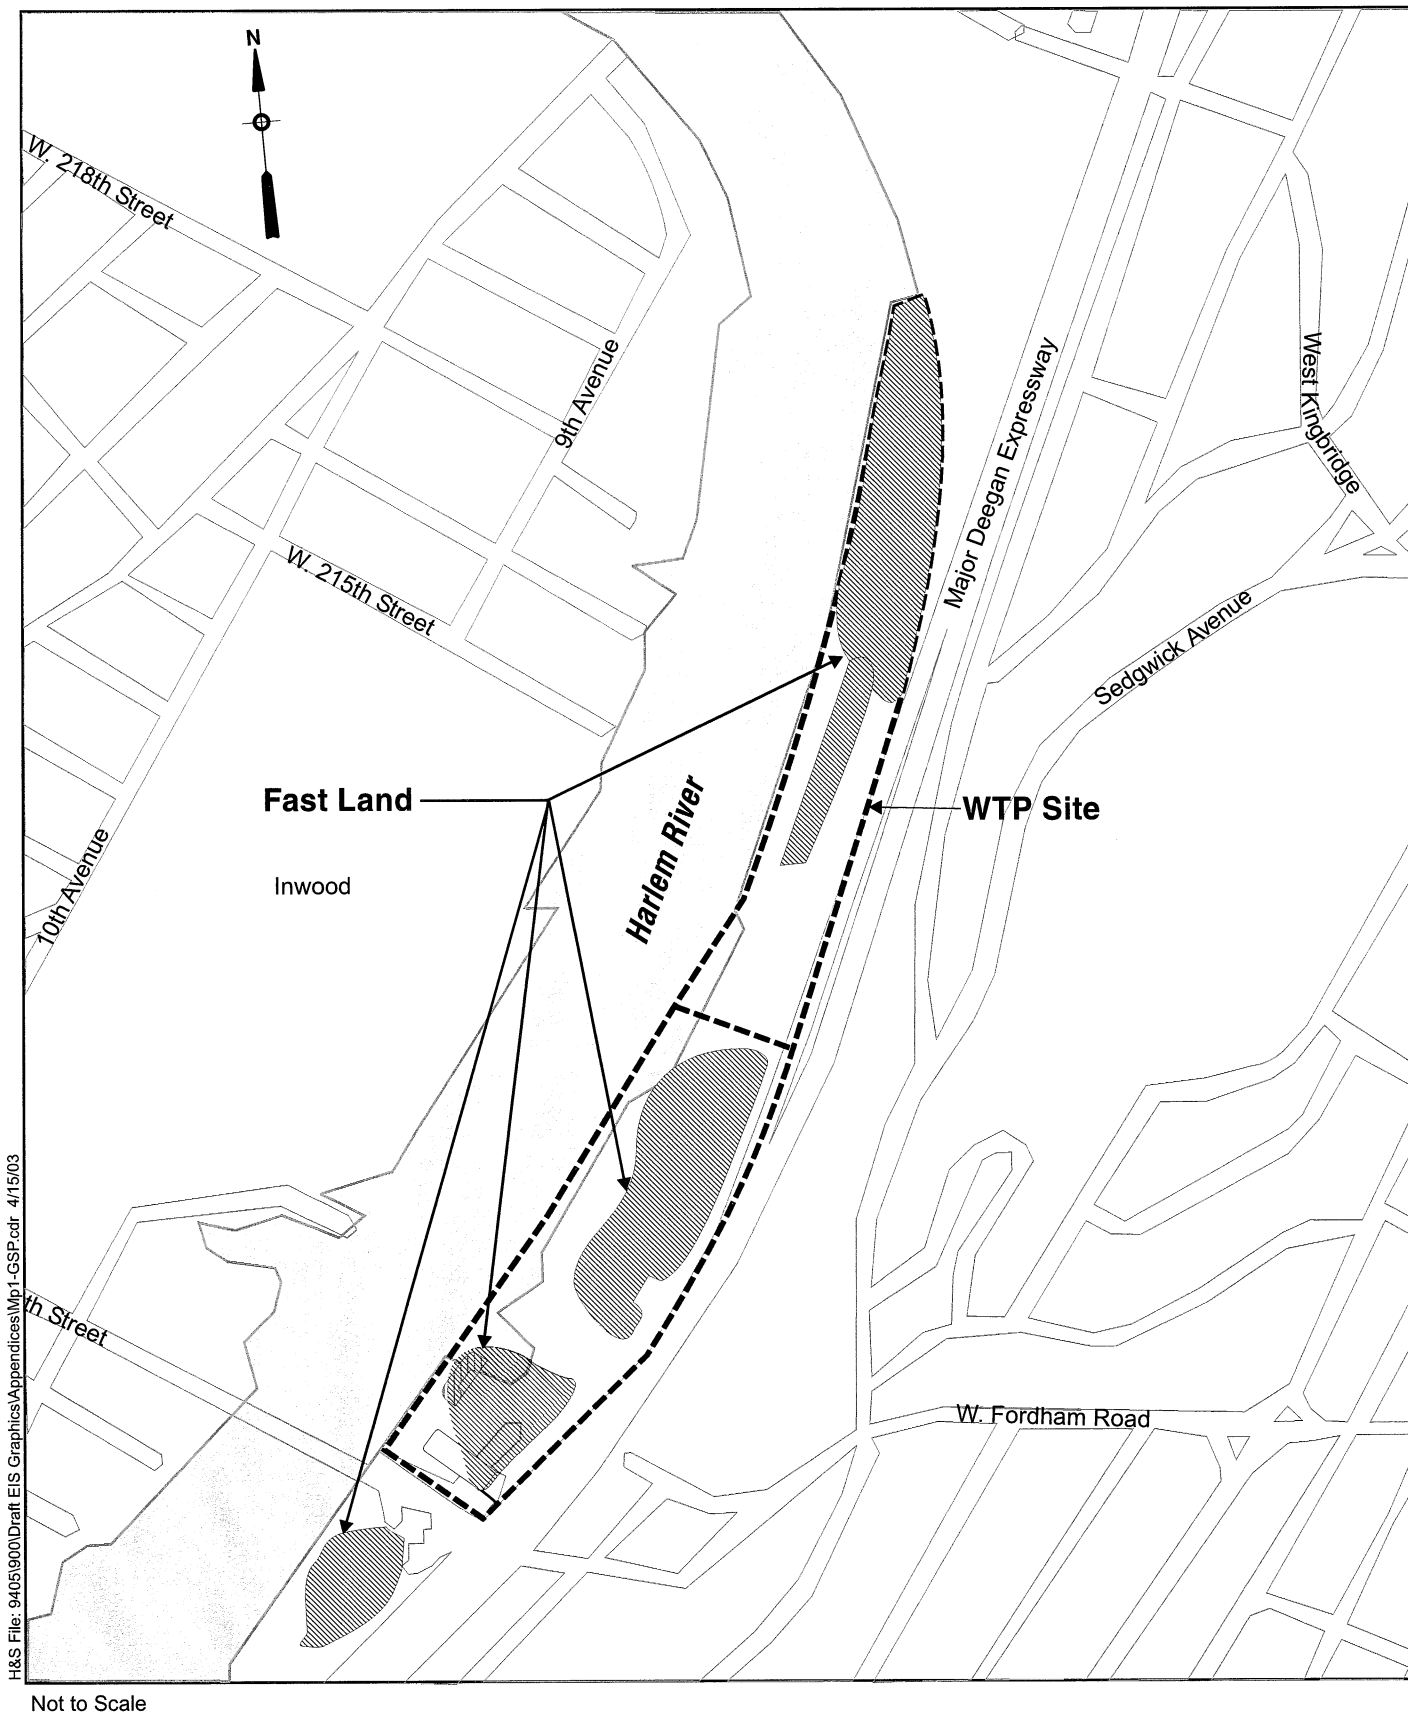 N
W. 218th Street
9th Avenue
Major Deegan Expressway
West Kingbridge
W. 215th Street
Sedgwick Avenue
Fast Land
WTP Site
Harlem River
10th Avenue
Inwood
th Street
W. Fordham Road
H&S File: 9405\900\Draft EIS Graphics\Appendices\Mp1-GSP.cdr 4/15/03
Not to Scale